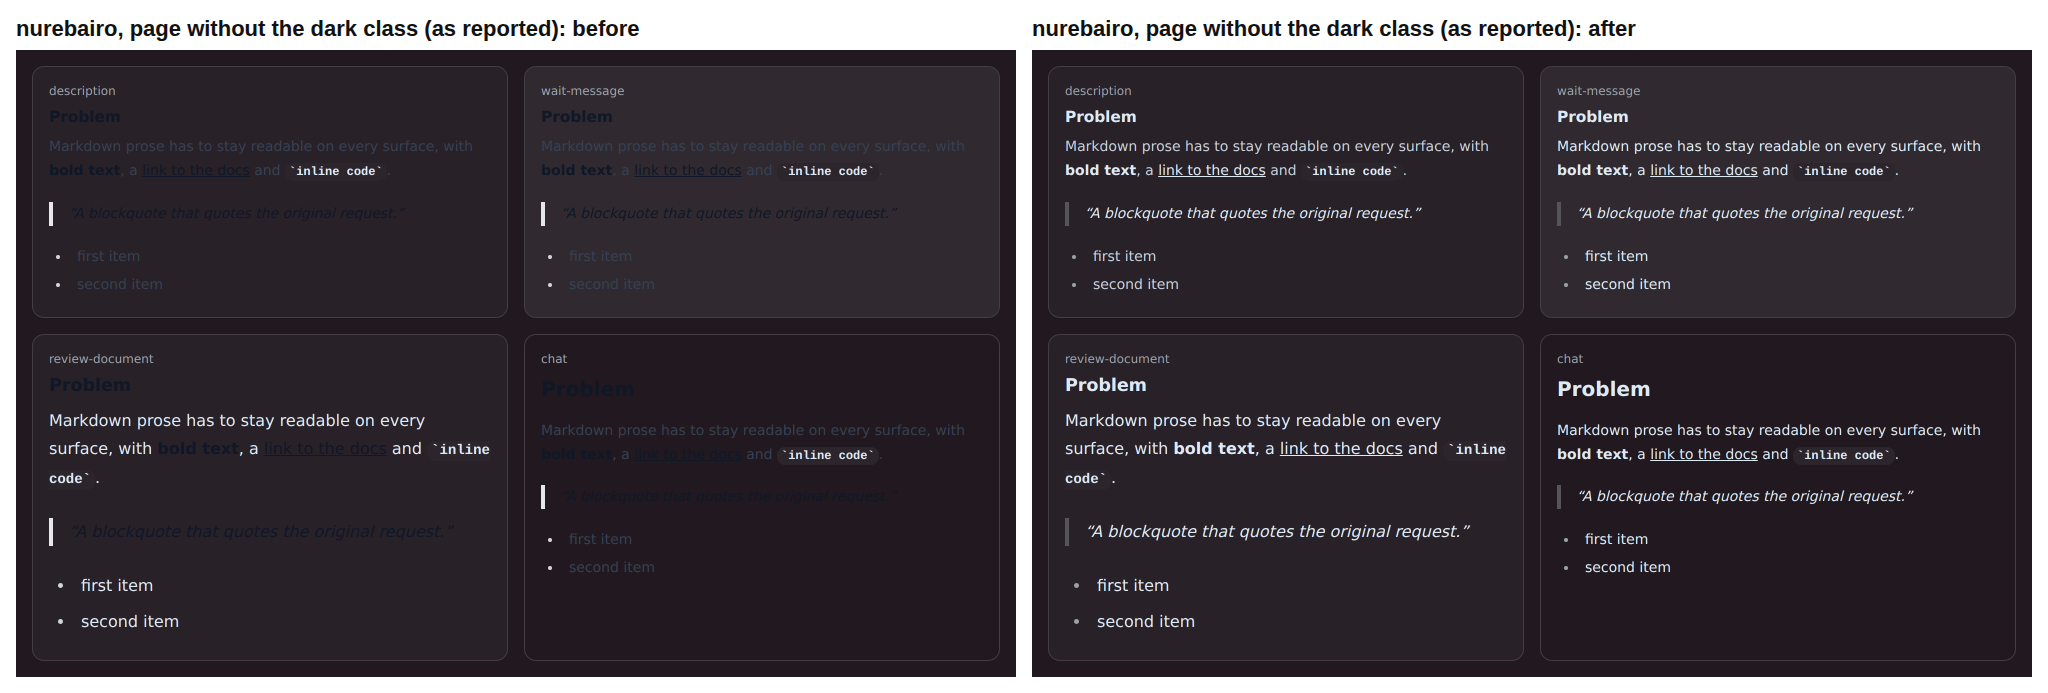 nurebairo, page without the dark class (as reported): before
description
Problem
Markdown prose has to stay readable on every surface, with
bold text, a link to the docs and `inline code`.
“A blockquote that quotes the original request.”
• first item
• second item
wait-message
Problem
Markdown prose has to stay readable on every surface, with
bold text, a link to the docs and `inline code`.
“A blockquote that quotes the original request.”
• first item
• second item
review-document
Problem
Markdown prose has to stay readable on every
surface, with bold text, a link to the docs and `inline
code`.
“A blockquote that quotes the original request.”
• first item
• second item
chat
Problem
Markdown prose has to stay readable on every surface, with
bold text, a link to the docs and `inline code`.
“A blockquote that quotes the original request.”
• first item
• second item
nurebairo, page without the dark class (as reported): after
description
Problem
Markdown prose has to stay readable on every surface, with
bold text, a link to the docs and `inline code`.
“A blockquote that quotes the original request.”
• first item
• second item
wait-message
Problem
Markdown prose has to stay readable on every surface, with
bold text, a link to the docs and `inline code`.
“A blockquote that quotes the original request.”
• first item
• second item
review-document
Problem
Markdown prose has to stay readable on every
surface, with bold text, a link to the docs and `inline
code`.
“A blockquote that quotes the original request.”
• first item
• second item
chat
Problem
Markdown prose has to stay readable on every surface, with
bold text, a link to the docs and `inline code`.
“A blockquote that quotes the original request.”
• first item
• second item